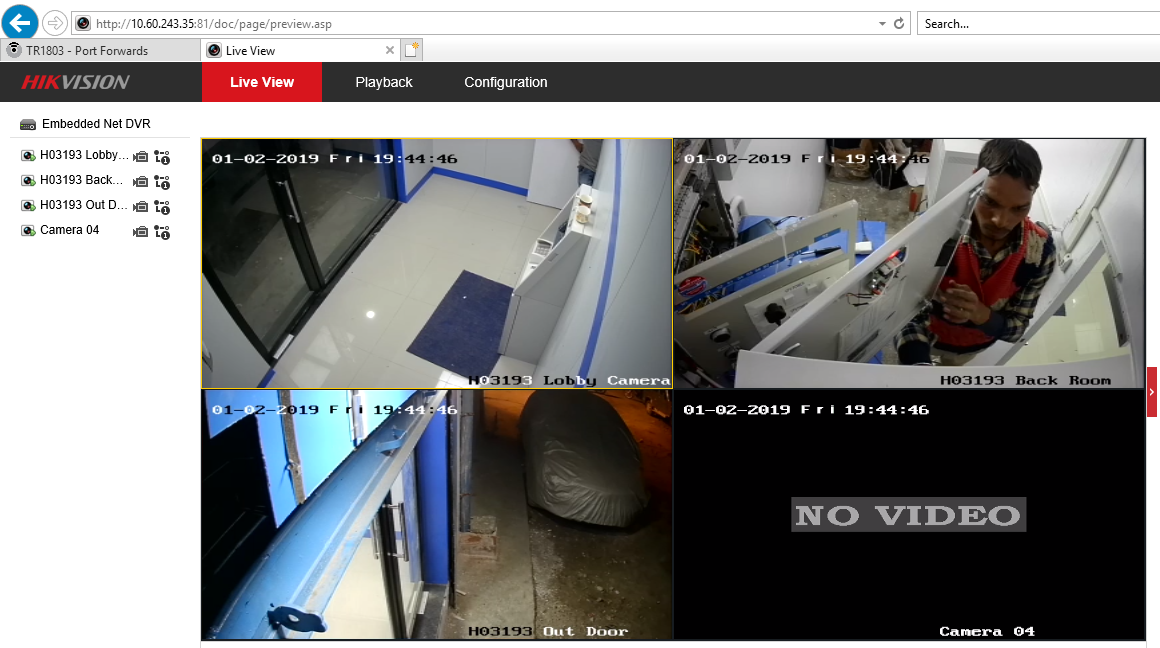 http://10.60.243.35:81/doc/page/preview.asp
Search...
TR1803 - Port Forwards
Live View
HIKVISION
Live View
Playback
Configuration
Embedded Net DVR
H03193 Lobby...
H03193 Back...
H03193 Out D...
Camera 04
01-02-2019 Fri 19:44:46
H03193 Lobby Camera
01-02-2019 Fri 19:44:46
H03193 Back Room
01-02-2019 Fri 19:44:46
H03193 Out Door
01-02-2019 Fri 19:44:46
NO VIDEO
Camera 04